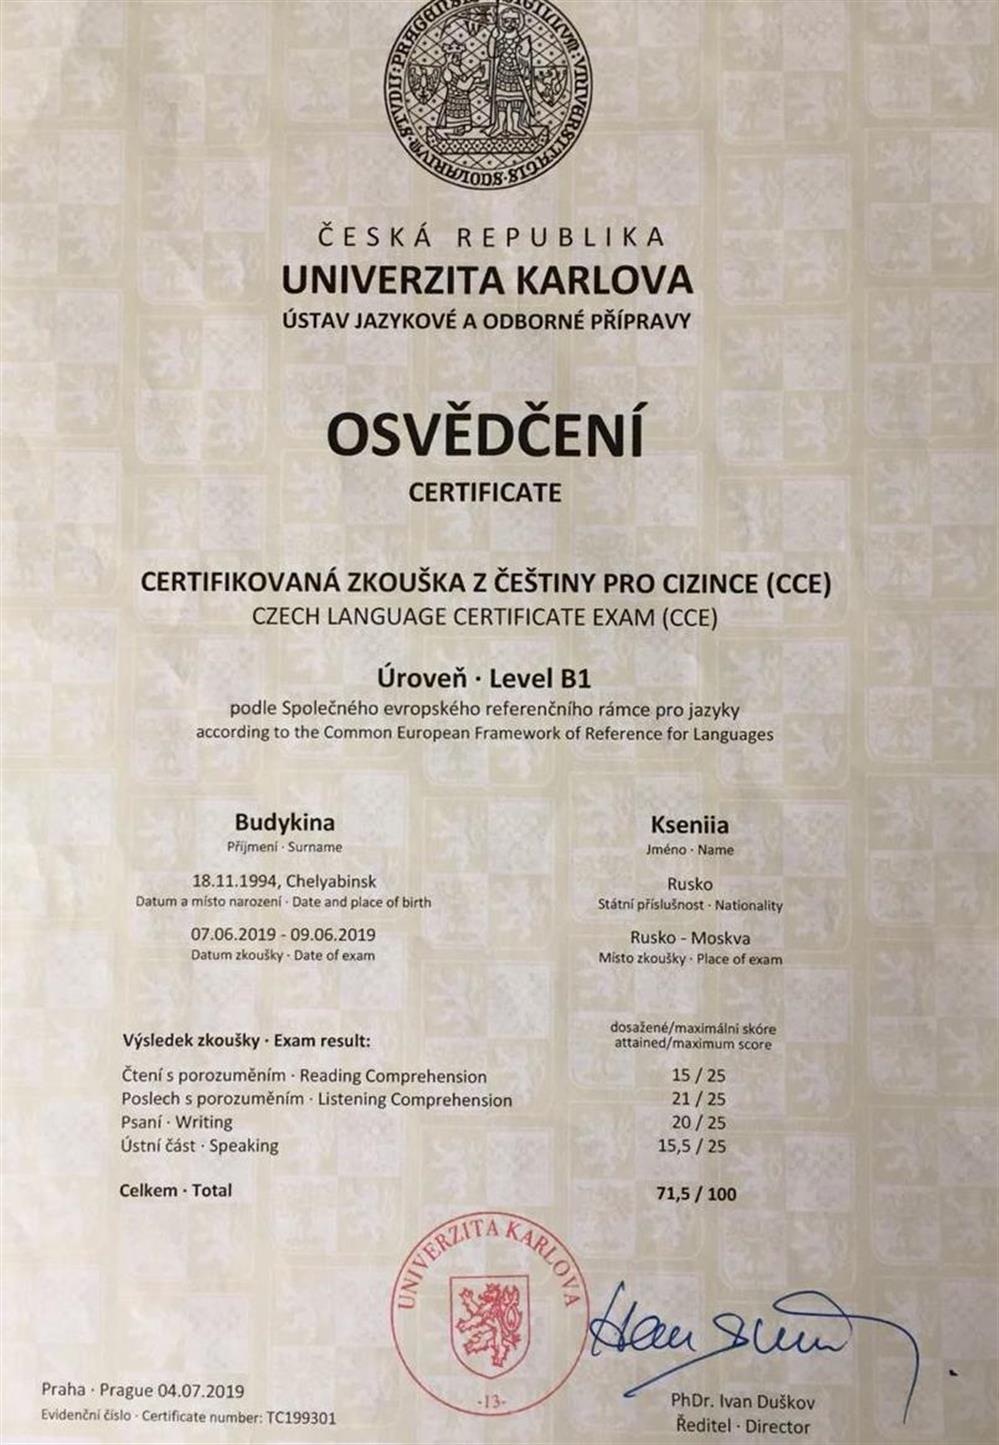 SIGILLUM·UNIVERSITATIS·SCOLARIUM·STUDII·PRAGENSIS
ČESKÁ REPUBLIKA
UNIVERZITA KARLOVA
ÚSTAV JAZYKOVÉ A ODBORNÉ PŘÍPRAVY
OSVĚDČENÍ
CERTIFICATE
CERTIFIKOVANÁ ZKOUŠKA Z ČEŠTINY PRO CIZINCE (CCE)
CZECH LANGUAGE CERTIFICATE EXAM (CCE)
Úroveň · Level B1
podle Společného evropského referenčního rámce pro jazyky
according to the Common European Framework of Reference for Languages
Budykina Kseniia
Příjmení · Surname Jméno · Name
18.11.1994, Chelyabinsk Rusko
Datum a místo narození · Date and place of birth Státní příslušnost · Nationality
07.06.2019 - 09.06.2019 Rusko - Moskva
Datum zkoušky · Date of exam Místo zkoušky · Place of exam
dosažené/maximální skóre
Výsledek zkoušky · Exam result: attained/maximum score
Čtení s porozuměním · Reading Comprehension 15 / 25
Poslech s porozuměním · Listening Comprehension 21 / 25
Psaní · Writing 20 / 25
Ústní část · Speaking 15,5 / 25
Celkem · Total 71,5 / 100
UNIVERZITA KARLOVA
-13-
Praha · Prague 04.07.2019
Evidenční číslo · Certificate number: TC199301
PhDr. Ivan Duškov
Ředitel · Director